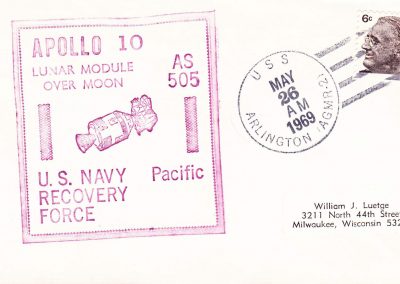 APOLLO 10
LUNAR MODULE
OVER MOON
AS
505
U.S. NAVY
RECOVERY
FORCE
Pacific
USS
MAY
26
AM
1969
ARLINGTON (AGMR-2)
6c
William J. Luetge
3211 North 44th Street
Milwaukee, Wisconsin